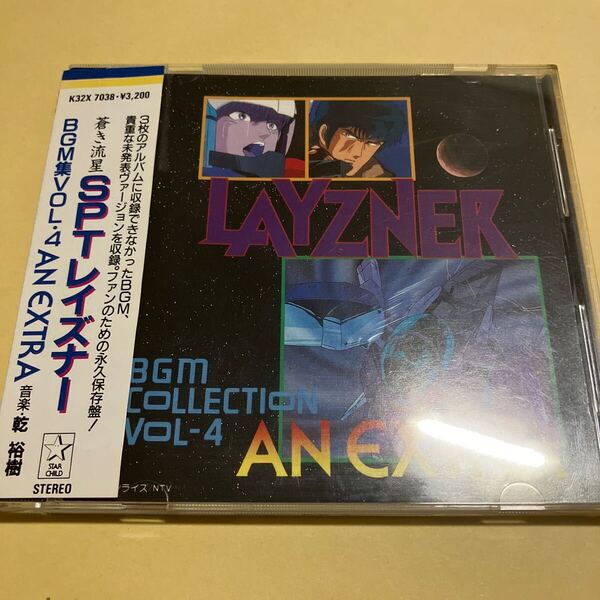 K32X 7038・¥3,200
3枚のアルバムに収録できなかったBGM、
貴重な未発表ヴァージョンを収録。ファンのための永久保存盤!
蒼き流星
SPTレイズナー
BGM集VOL・4 AN EXTRA
音楽・乾 裕樹
STAR
CHILD
STEREO
LAYZNER
BGM
COLLECTION
VOL-4
AN EX
ライズ NTV